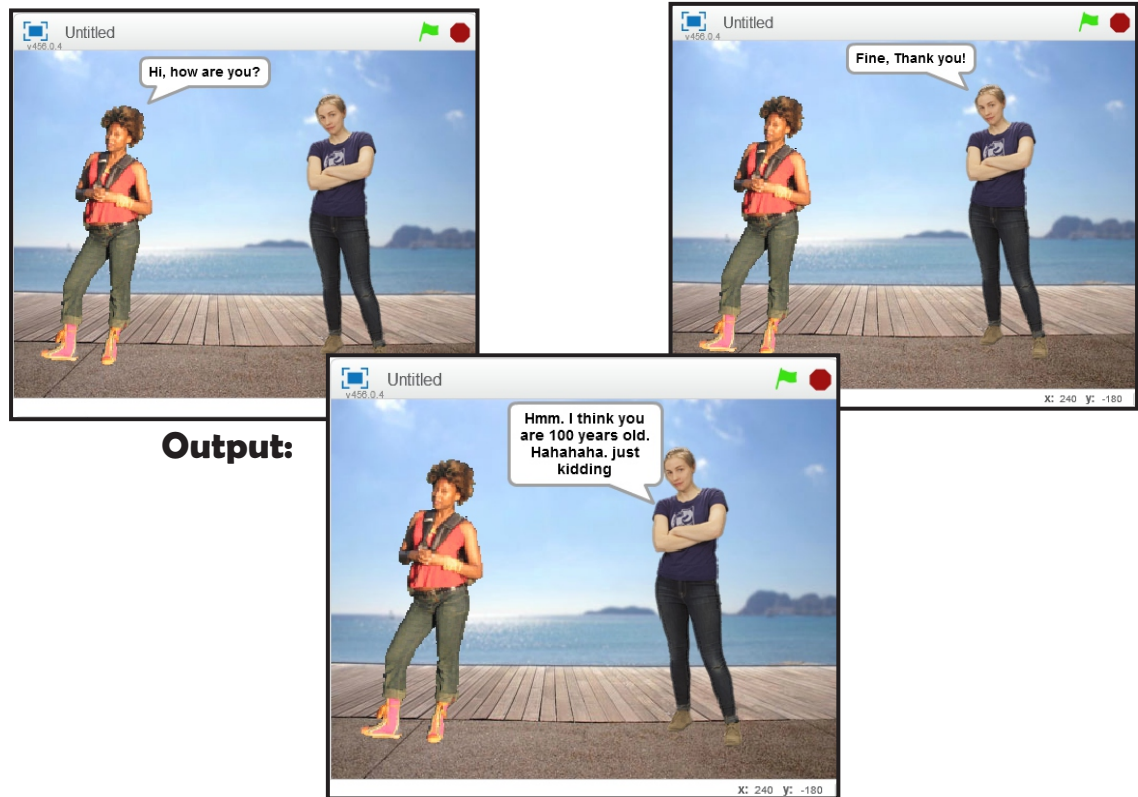 Untitled
v456.0.4
Hi, how are you?
Untitled
v456.0.4
Fine, Thank you!
x: 240 y: -180
Output:
Untitled
v456.0.4
Hmm. I think you
are 100 years old.
Hahahaha. just
kidding
x: 240 y: -180